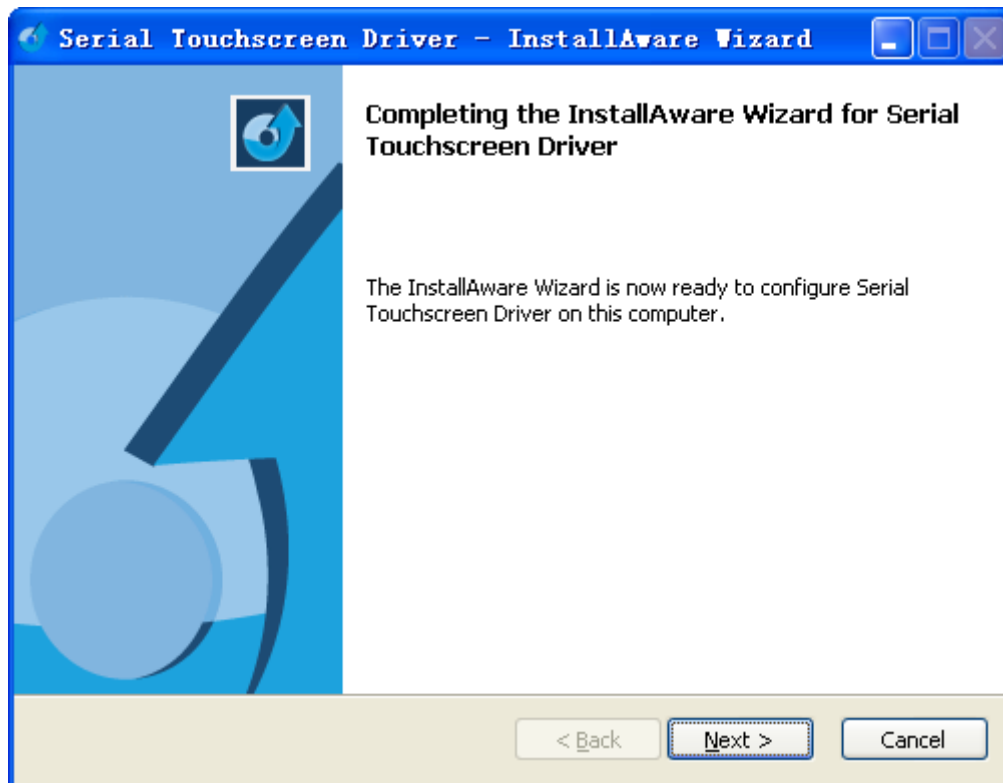 Serial Touchscreen Driver - InstallAware Wizard
Completing the InstallAware Wizard for Serial
Touchscreen Driver
The InstallAware Wizard is now ready to configure Serial
Touchscreen Driver on this computer.
< Back
Next >
Cancel